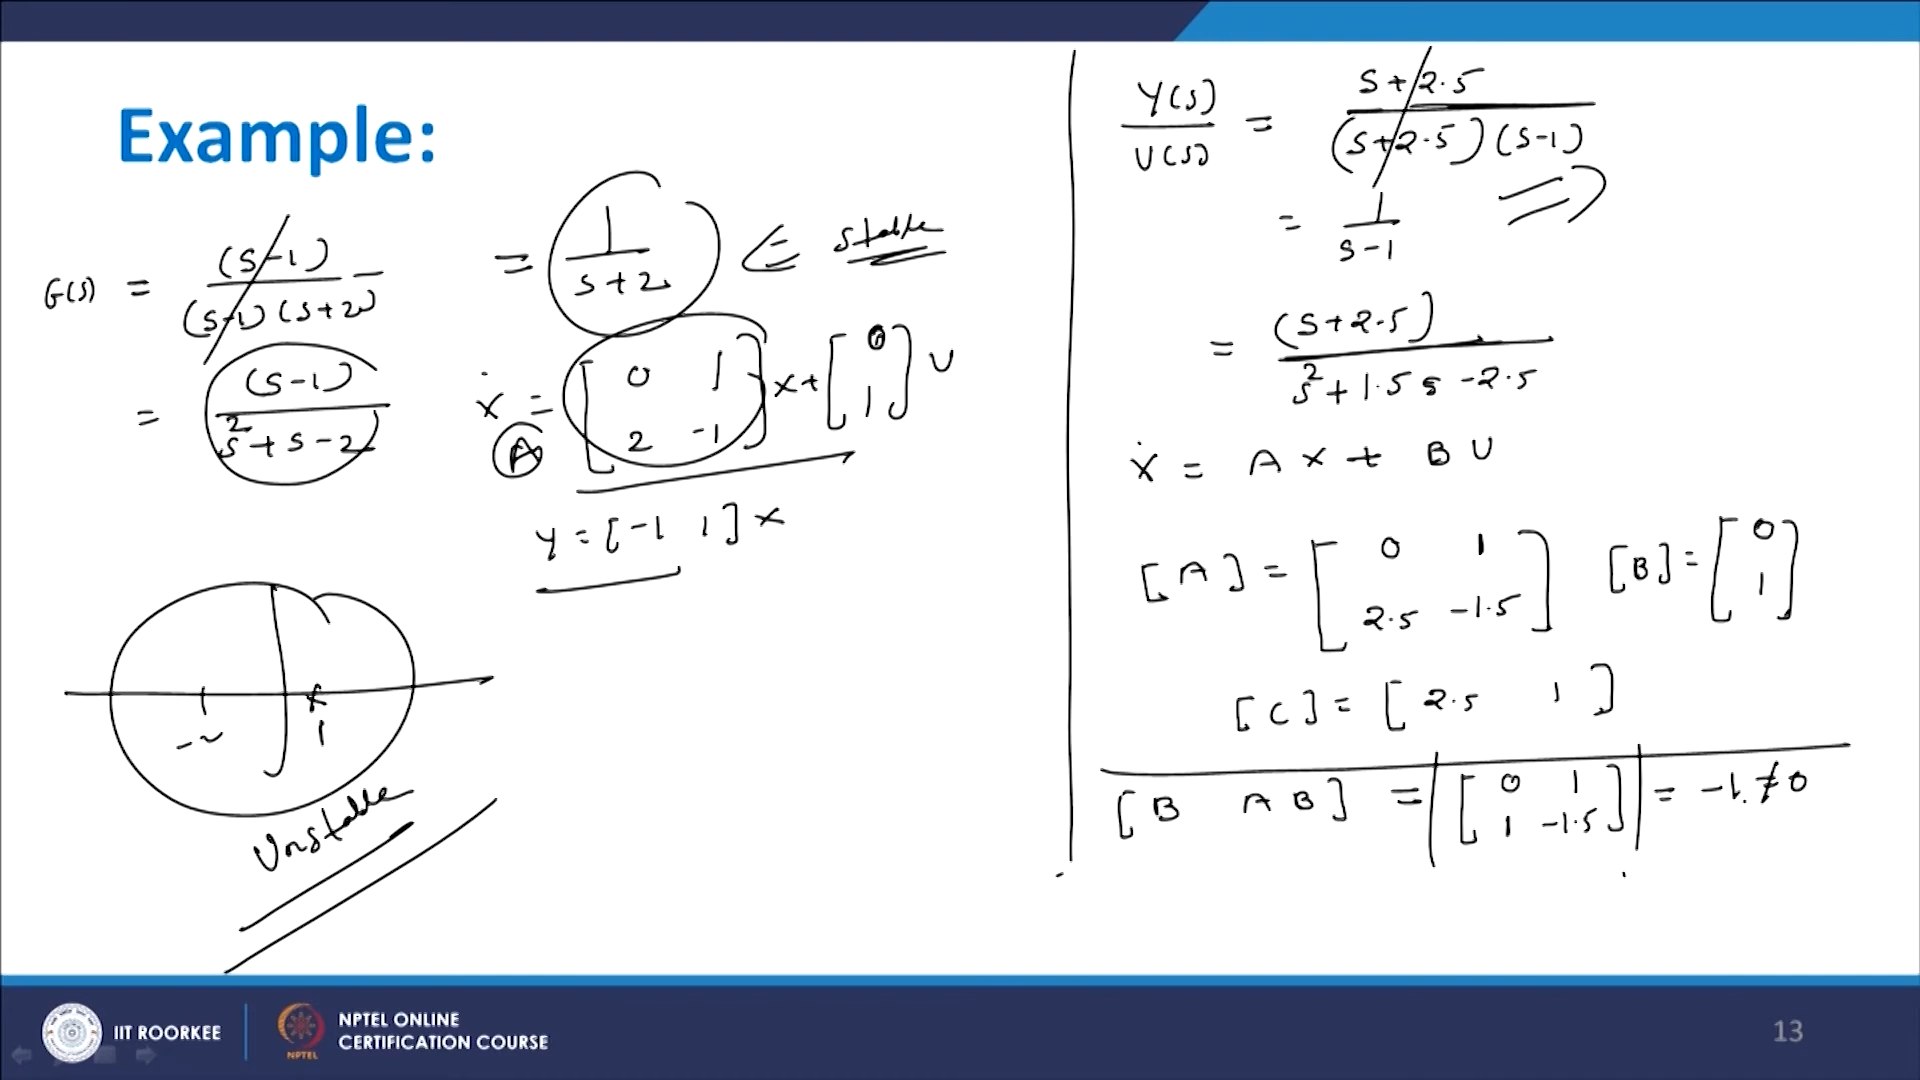 Example:
G(s) = (s-1) / (s-1)(s+2) = 1 / s+2 ⇐ stable
= (s-1) / s² + s - 2
ẋ = [0 1; 2 -1] x + [0; 1] U
A
y = [-1 1] x
-2 1
Unstable
Y(s) / U(s) = s+2.5 / (s+2.5)(s-1) ⇒
= 1 / s-1
= (s+2.5) / s² + 1.5 s - 2.5
ẋ = A x + B U
[A] = [0 1; 2.5 -1.5] [B] = [0; 1]
[C] = [2.5 1]
[B AB] = |[0 1; 1 -1.5]| = -1. ≠ 0
IIT ROORKEE
NPTEL
NPTEL ONLINE
CERTIFICATION COURSE
13